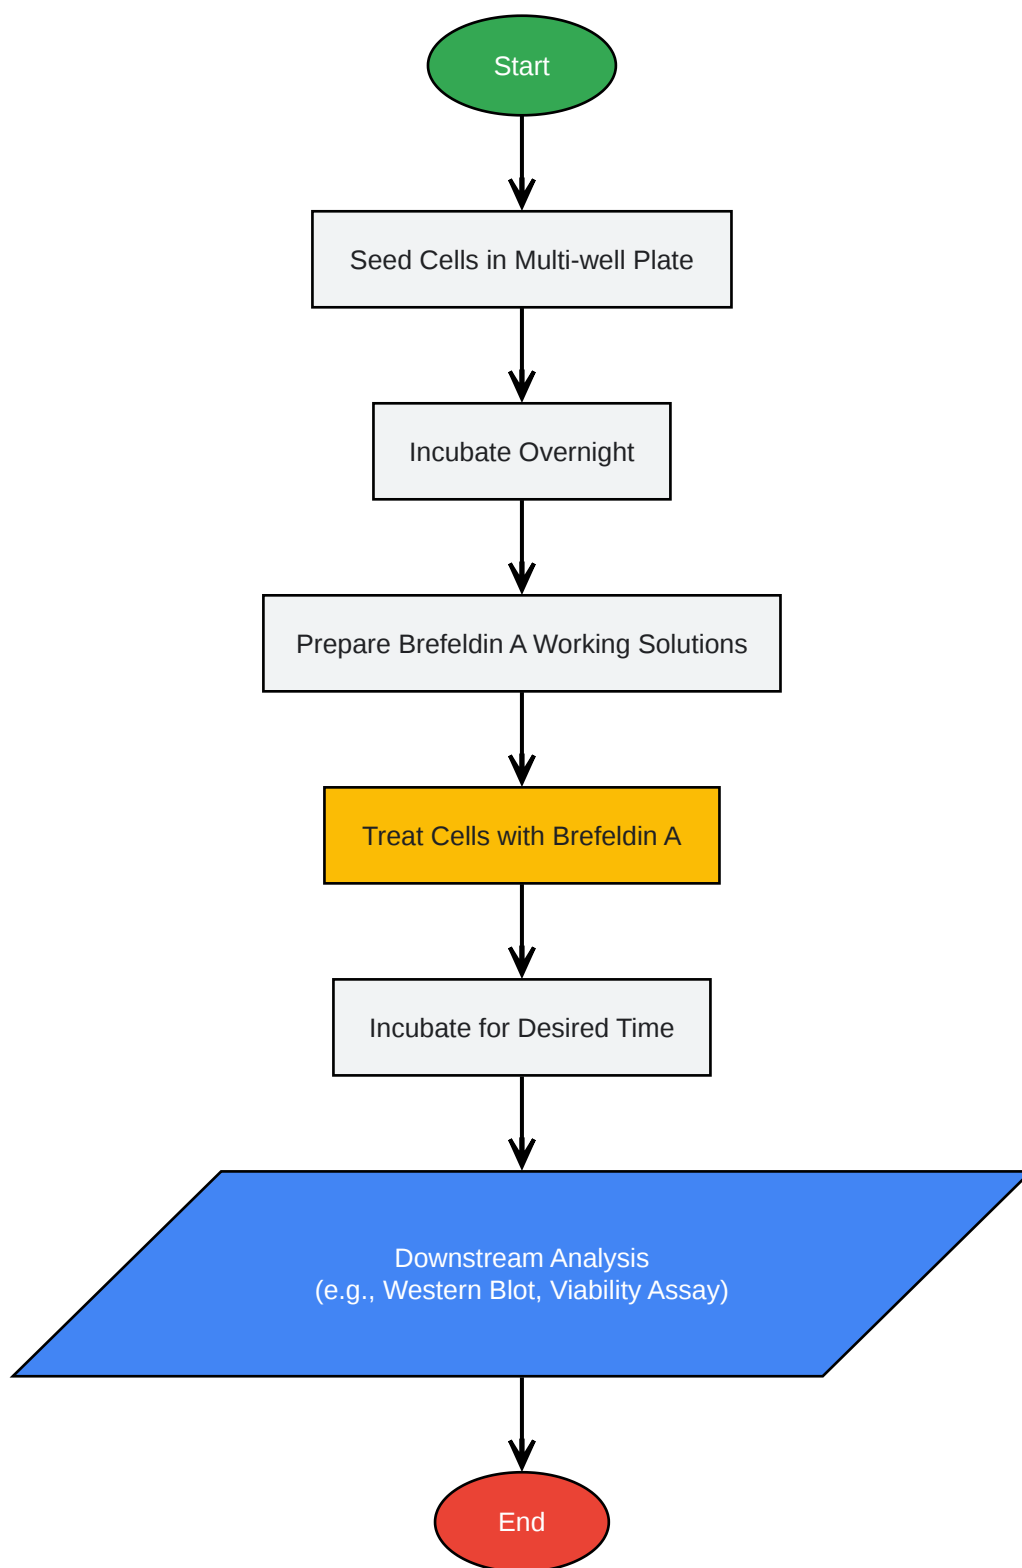 Start
Seed Cells in Multi-well Plate
Incubate Overnight
Prepare Brefeldin A Working Solutions
Treat Cells with Brefeldin A
Incubate for Desired Time
Downstream Analysis
(e.g., Western Blot, Viability Assay)
End